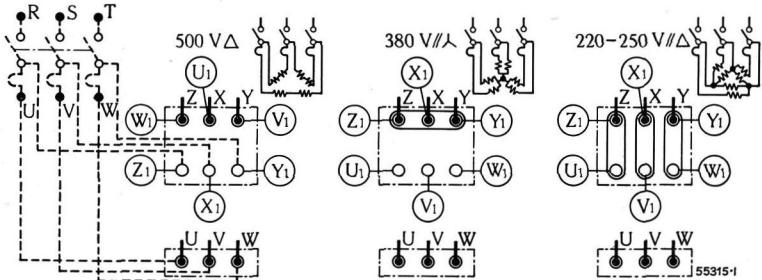 R S T
500 V △ 380 V // ⅄ 220-250 V // △
U1 X1 X1
Z X Y Z X Y Z X Y
W1 V1 Z1 Y1 Z1 Y1
U V W
Z1 Y1 U1 W1 U1 W1
X1 V1 V1
U V W U V W U V W
55315-I